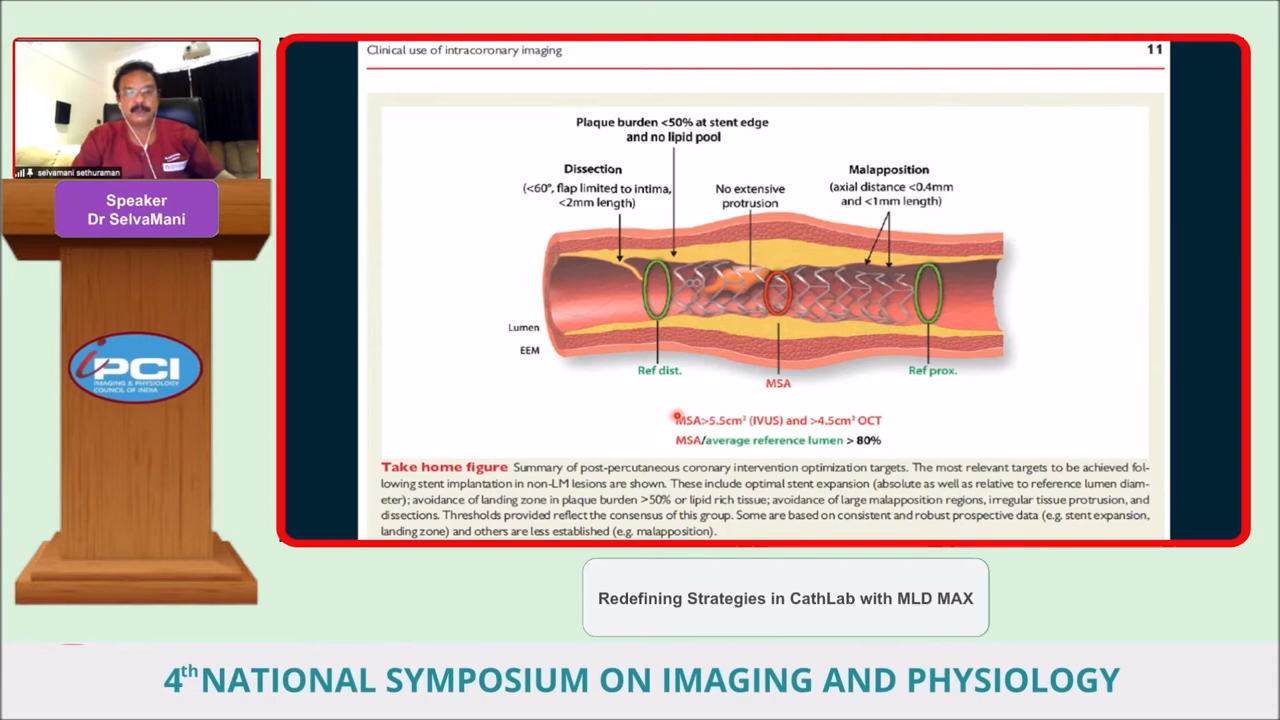 selvamani sethuraman
Speaker
Dr SelvaMani
iPCI
IMAGING & PHYSIOLOGY
COUNCIL OF INDIA
Clinical use of intracoronary imaging
11
Plaque burden <50% at stent edge
and no lipid pool
Dissection
(<60°, flap limited to intima,
<2mm length)
No extensive
protrusion
Malapposition
(axial distance <0.4mm
and <1mm length)
Lumen
EEM
Ref dist.
MSA
Ref prox.
MSA>5.5cm² (IVUS) and >4.5cm² OCT
MSA/average reference lumen > 80%
Take home figure Summary of post-percutaneous coronary intervention optimization targets. The most relevant targets to be achieved fol-
lowing stent implantation in non-LM lesions are shown. These include optimal stent expansion (absolute as well as relative to reference lumen diam-
eter); avoidance of landing zone in plaque burden >50% or lipid rich tissue; avoidance of large malapposition regions, irregular tissue protrusion, and
dissections. Thresholds provided reflect the consensus of this group. Some are based on consistent and robust prospective data (e.g. stent expansion,
landing zone) and others are less established (e.g. malapposition).
Redefining Strategies in CathLab with MLD MAX
4th NATIONAL SYMPOSIUM ON IMAGING AND PHYSIOLOGY